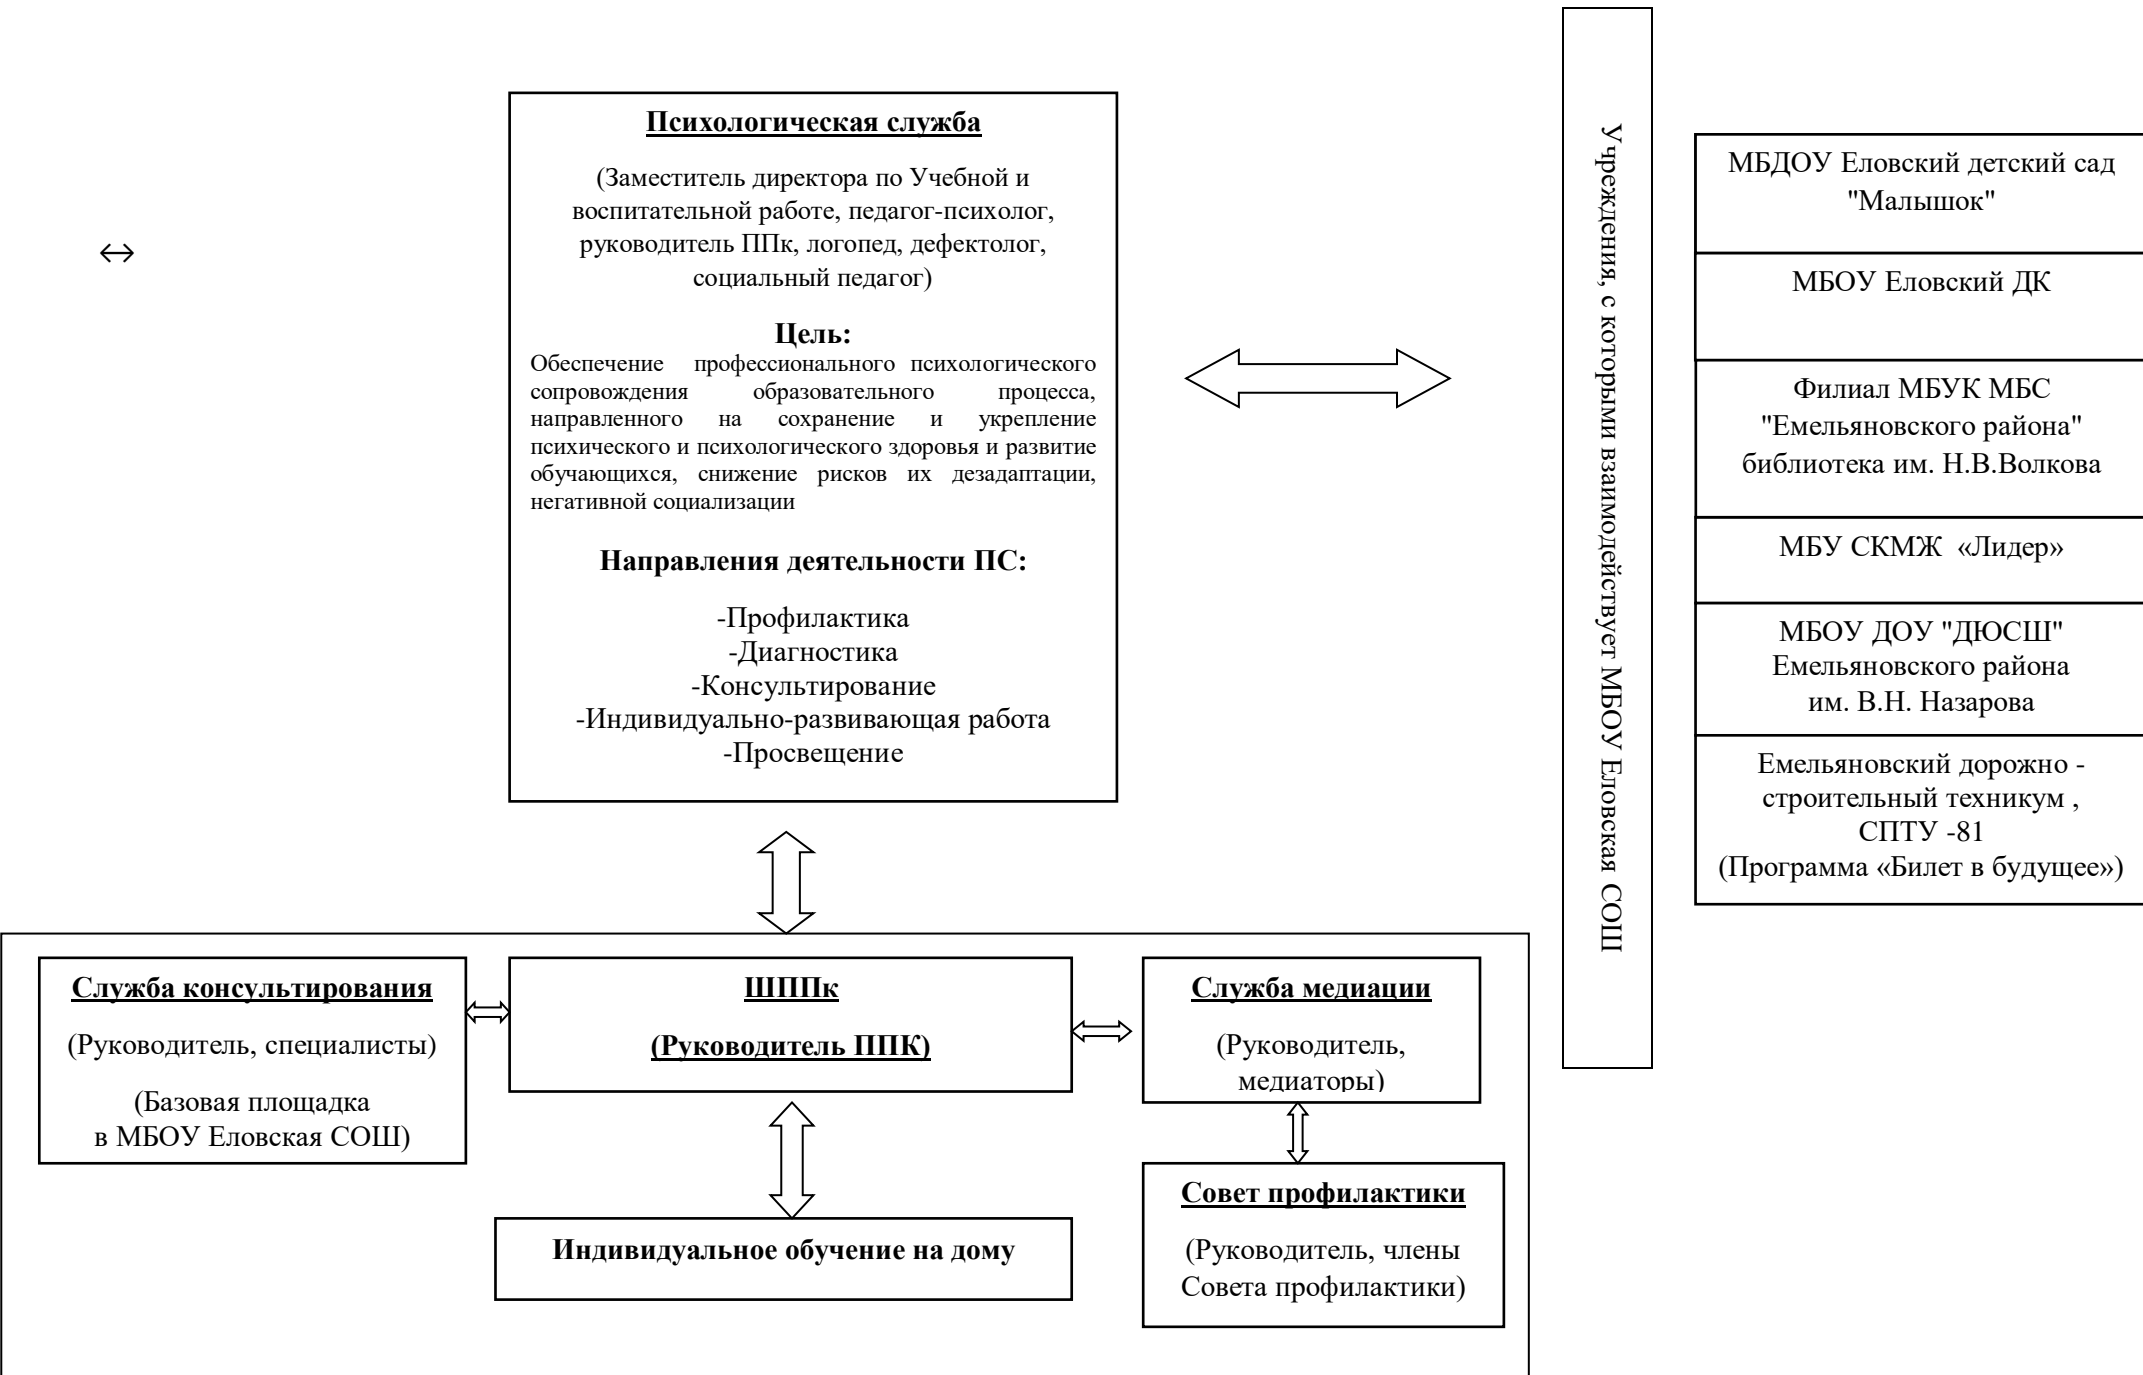 Психологическая служба
(Заместитель директора по Учебной и
воспитательной работе, педагог-психолог,
руководитель ППк, логопед, дефектолог,
социальный педагог)
Цель:
Обеспечение профессионального психологического
сопровождения образовательного процесса,
направленного на сохранение и укрепление
психического и психологического здоровья и развитие
обучающихся, снижение рисков их дезадаптации,
негативной социализации
Направления деятельности ПС:
-Профилактика
-Диагностика
-Консультирование
-Индивидуально-развивающая работа
-Просвещение
Учреждения, с которыми взаимодействует МБОУ Еловская СОШ
МБДОУ Еловский детский сад
"Малышок"
МБОУ Еловский ДК
Филиал МБУК МБС
"Емельяновского района"
библиотека им. Н.В.Волкова
МБУ СКМЖ «Лидер»
МБОУ ДОУ "ДЮСШ"
Емельяновского района
им. В.Н. Назарова
Емельяновский дорожно -
строительный техникум ,
СПТУ -81
(Программа «Билет в будущее»)
Служба консультирования
(Руководитель, специалисты)
(Базовая площадка
в МБОУ Еловская СОШ)
ШППк
(Руководитель ППК)
Служба медиации
(Руководитель,
медиаторы)
Индивидуальное обучение на дому
Совет профилактики
(Руководитель, члены
Совета профилактики)